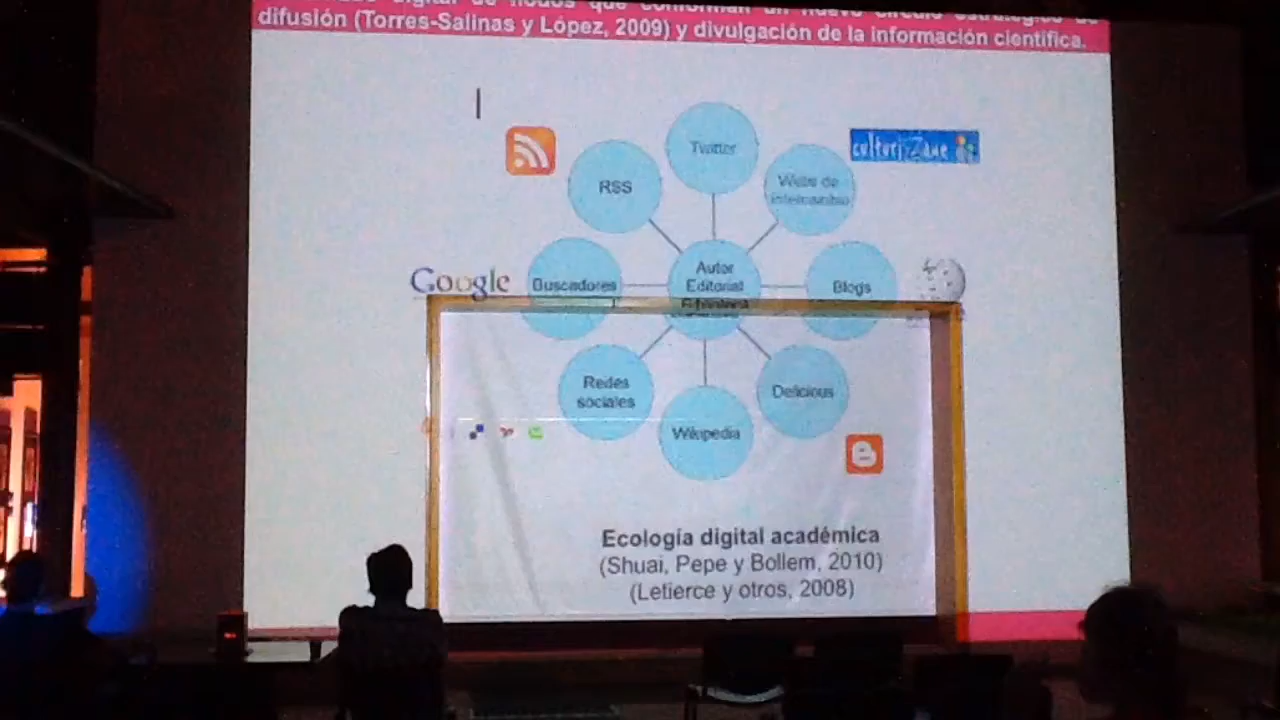 difusión (Torres-Salinas y López, 2009) y divulgación de la información científica.
Twitter
RSS
Webs de
intercambio
Google
Buscadores
Autor
Editorial
Blogs
Redes
sociales
Delicious
Wikipedia
Ecología digital académica
(Shuai, Pepe y Bollem, 2010)
(Letierce y otros, 2008)